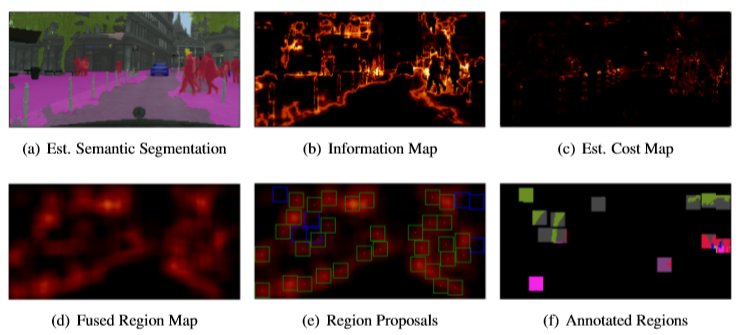 (a) Est. Semantic Segmentation
(b) Information Map
(c) Est. Cost Map
(d) Fused Region Map
(e) Region Proposals
(f) Annotated Regions